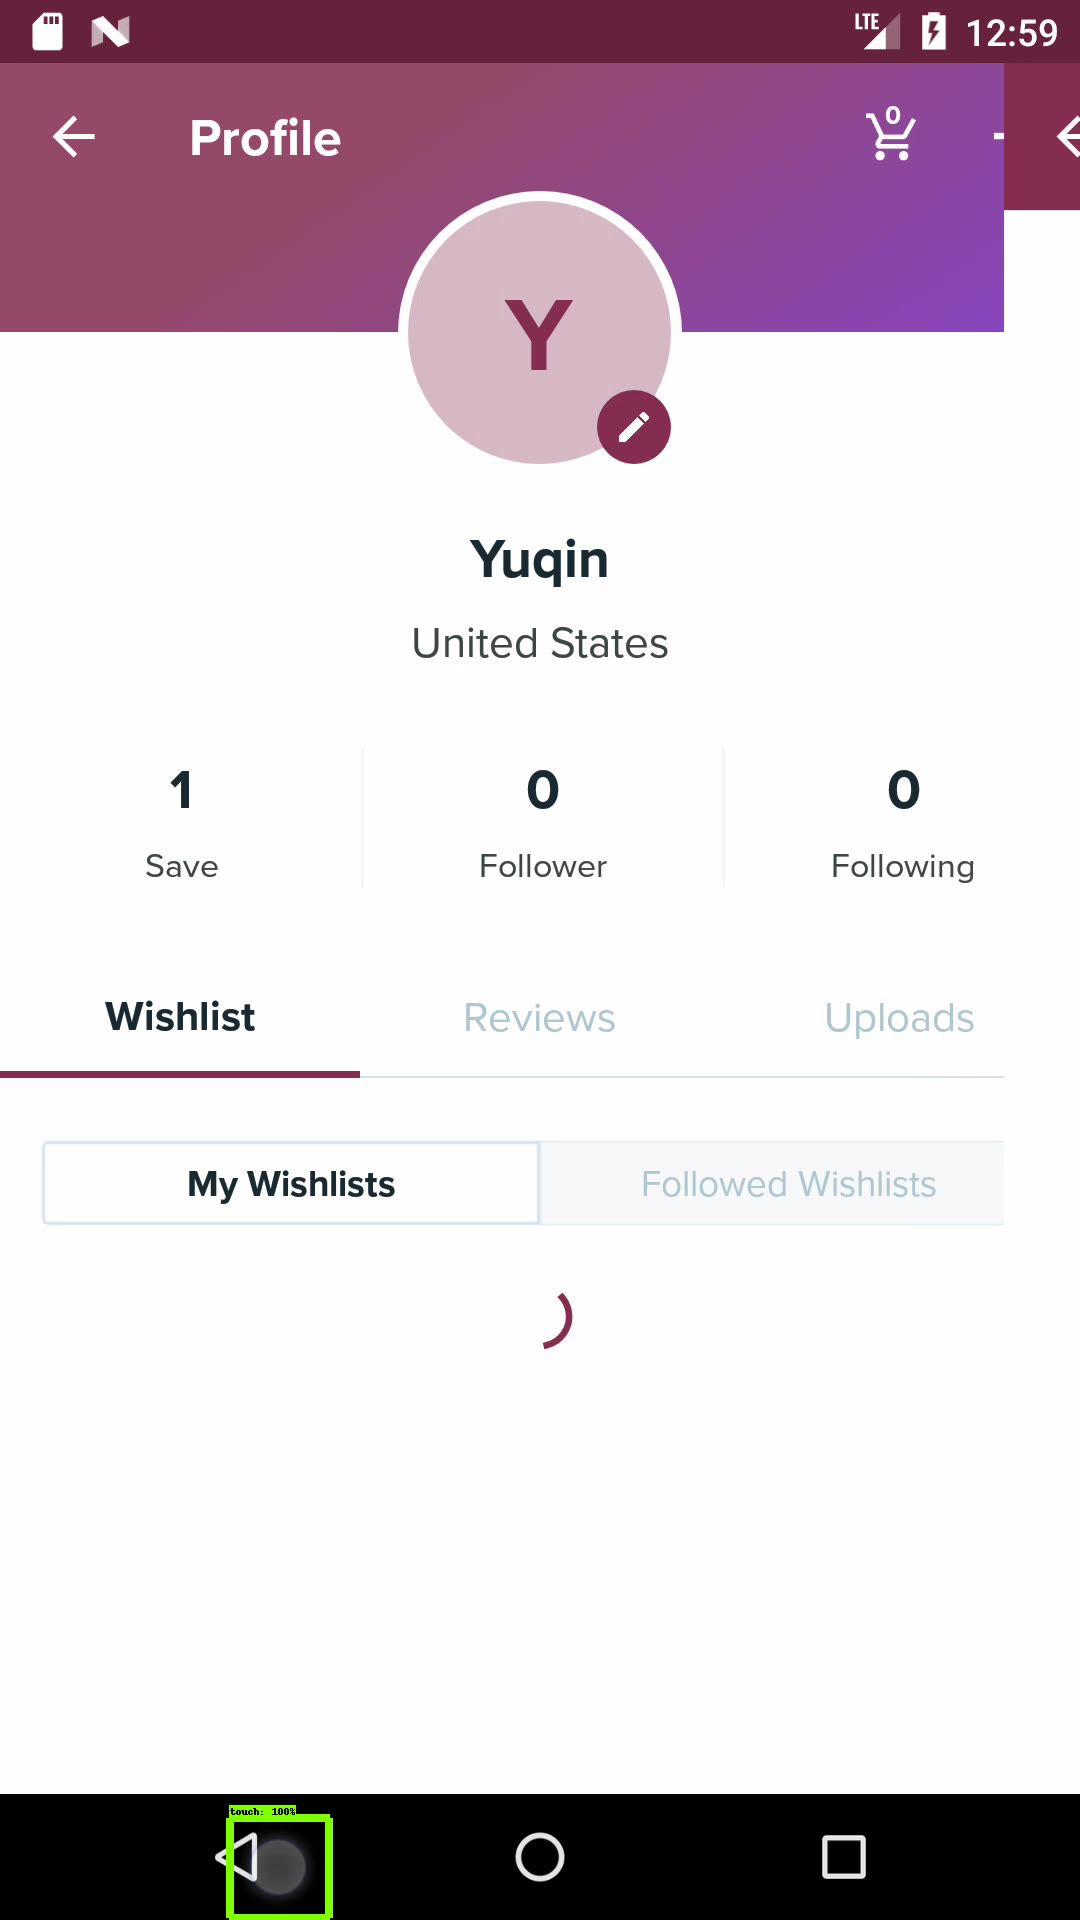 LTE 12:59
Profile
0
Y
Yuqin
United States
1 0 0
Save Follower Following
Wishlist Reviews Uploads
My Wishlists Followed Wishlists
touch: 100%